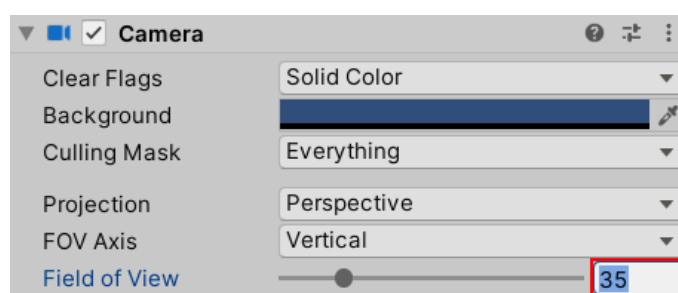 Camera
Clear Flags Solid Color
Background
Culling Mask Everything
Projection Perspective
FOV Axis Vertical
Field of View 35